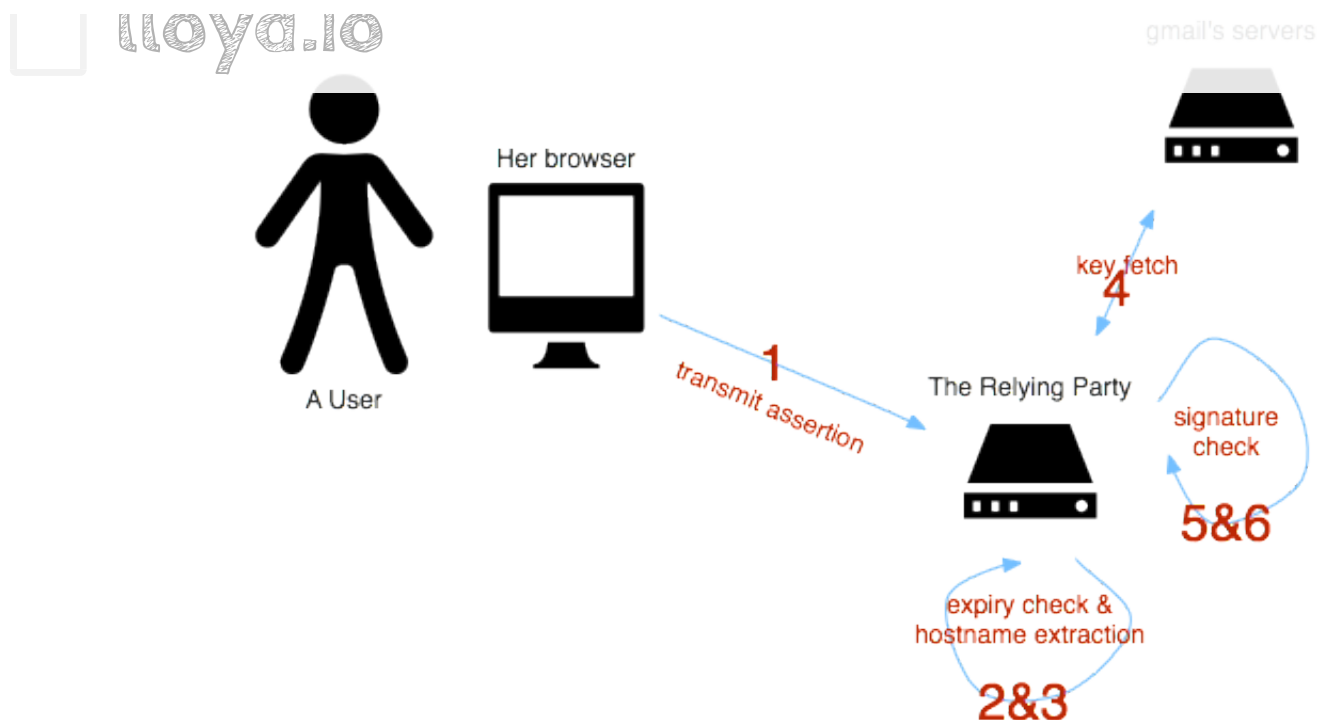 lloyd.io
gmail's servers
Her browser
key fetch
4
1
transmit assertion
A User
The Relying Party
signature
check
5&6
expiry check &
hostname extraction
2&3